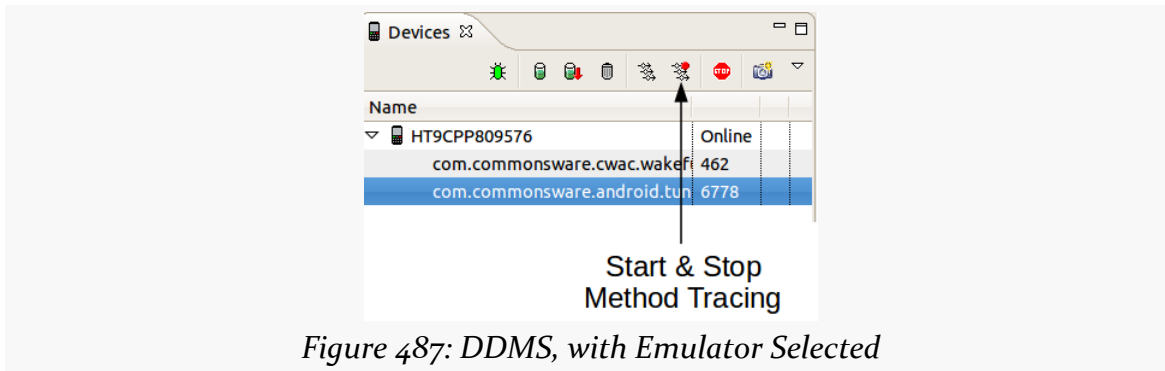 Devices
STOP
Name
HT9CPP809576 Online
com.commonsware.cwac.wakef 462
com.commonsware.android.tun 6778
Start & Stop
Method Tracing
Figure 487: DDMS, with Emulator Selected